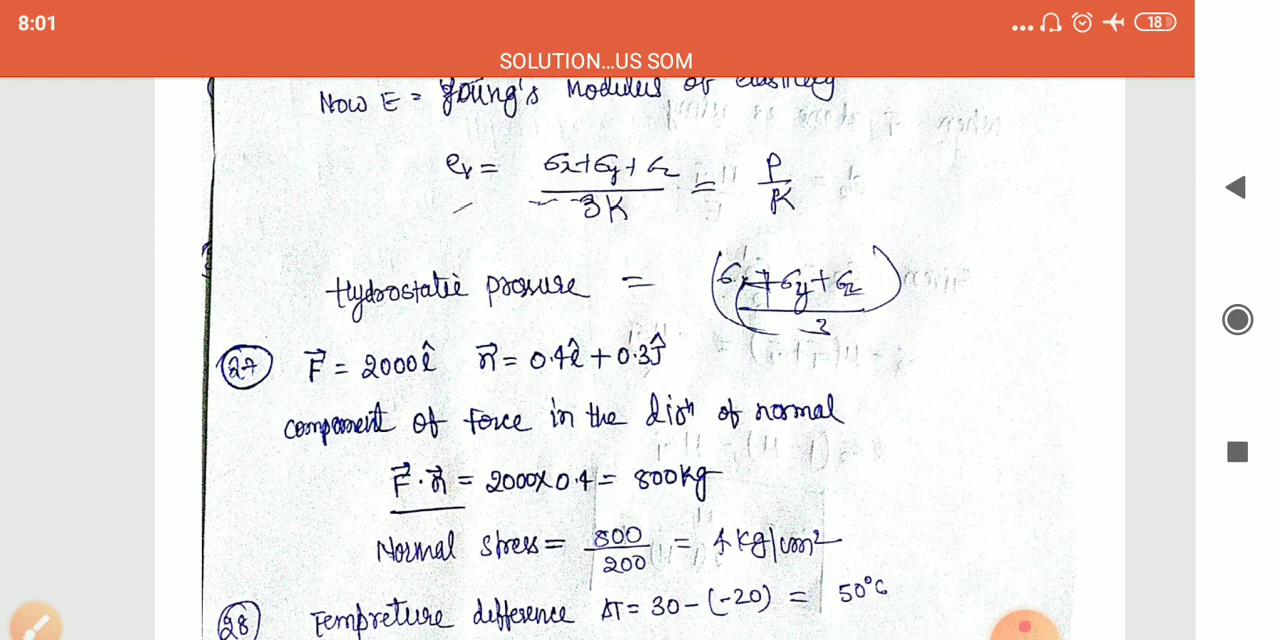 8:01
18
SOLUTION...US SOM
Now E = Young's Modulus of elasticity
ev = σx+σy+σz / 3K = P / K
Hydrostatic pressure = (σx+σy+σz / 3)
27 F⃗ = 2000î n⃗ = 0.4î + 0.3ĵ
component of force in the dirⁿ of normal
F⃗·n⃗ = 2000×0.4 = 800kg
Normal stress = 800 / 200 = 4 kg/cm²
28 Tempreture difference ΔT = 30-(-20) = 50°C